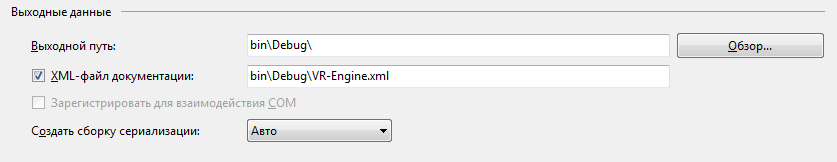 Выходные данные
Выходной путь: bin\Debug\ Обзор...
XML-файл документации: bin\Debug\VR-Engine.xml
Зарегистрировать для взаимодействия COM
Создать сборку сериализации: Авто